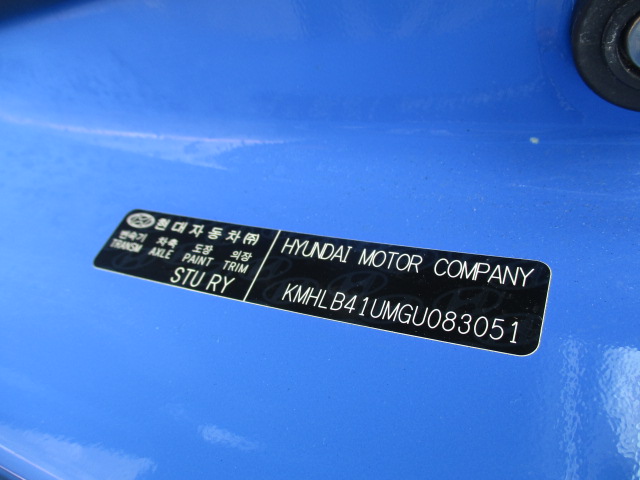 현대자동차(주)
변속기 차축 도장 의장
TRANSM AXLE PAINT TRIM
STU RY
HYUNDAI MOTOR COMPANY
KMHLB41UMGU083051